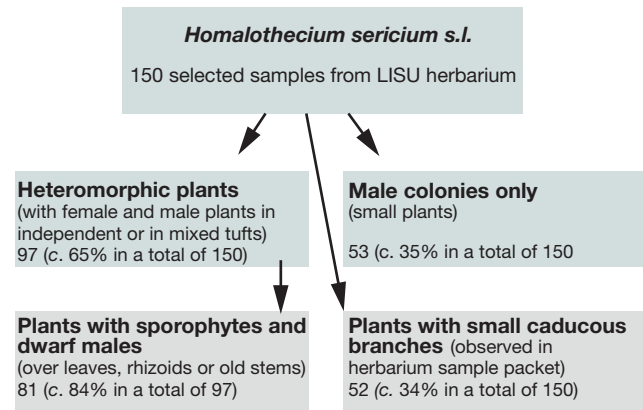 Homalothecium sericium s.l.
150 selected samples from LISU herbarium
Heteromorphic plants
(with female and male plants in
independent or in mixed tufts)
97 (c. 65% in a total of 150)
Male colonies only
(small plants)
53 (c. 35% in a total of 150
Plants with sporophytes and
dwarf males
(over leaves, rhizoids or old stems)
81 (c. 84% in a total of 97)
Plants with small caducous
branches (observed in
herbarium sample packet)
52 (c. 34% in a total of 150)